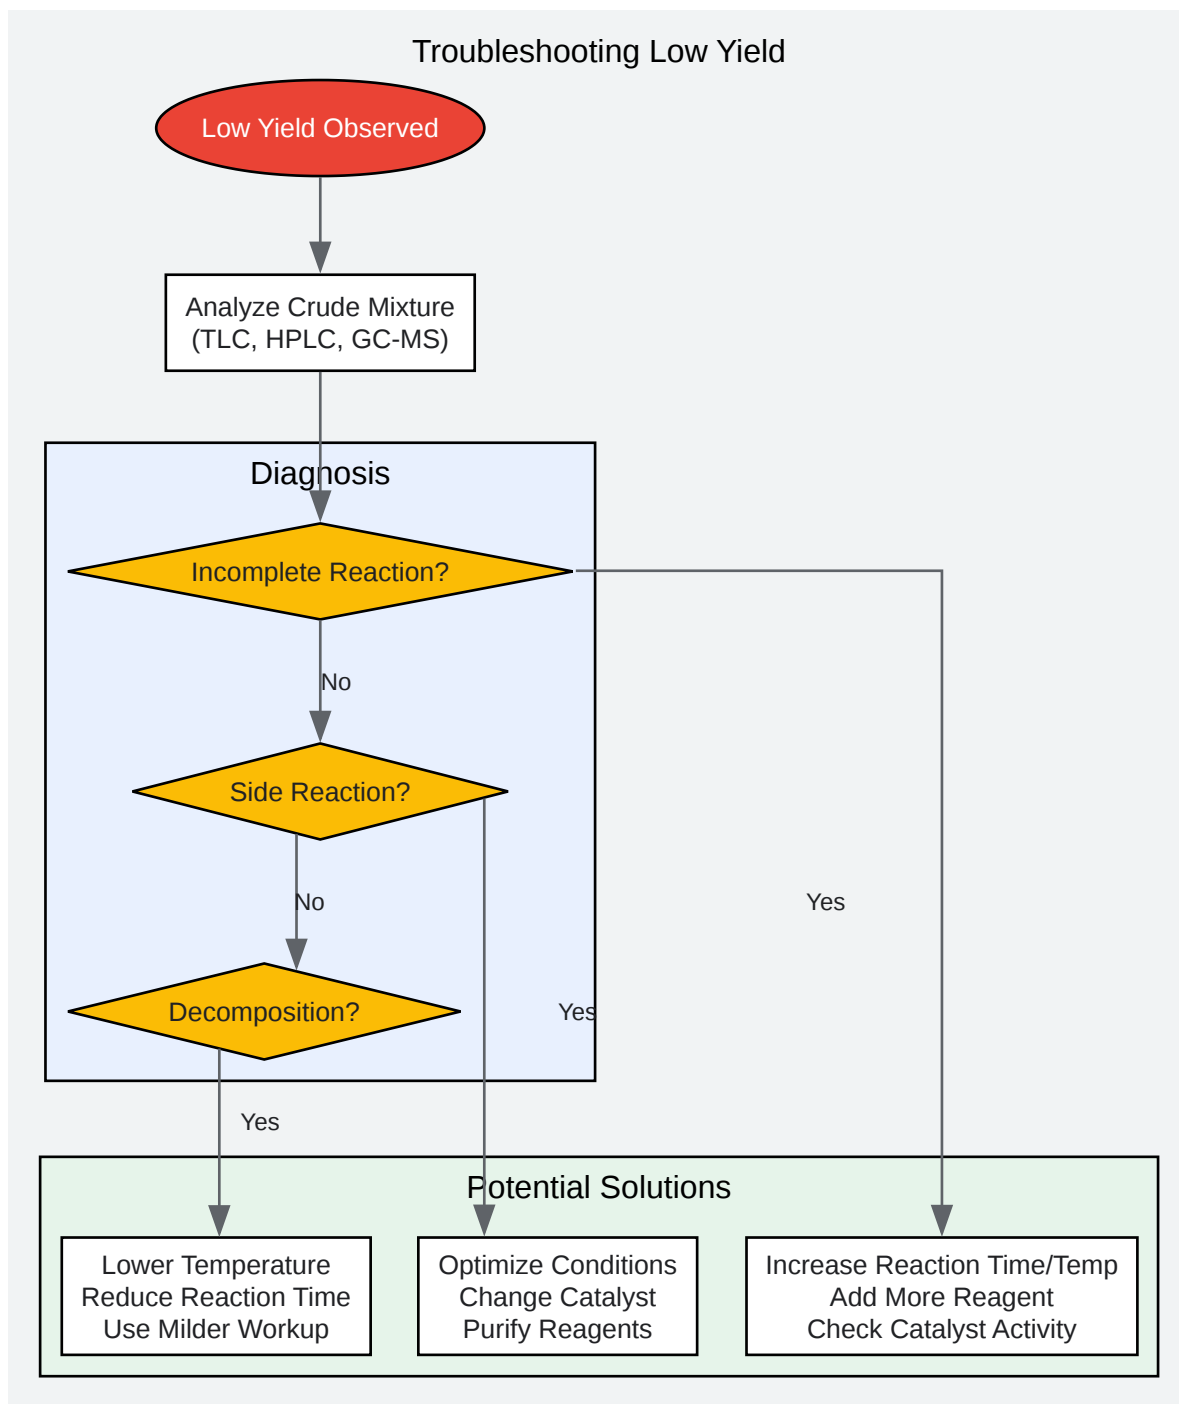 Troubleshooting Low Yield
Low Yield Observed
Analyze Crude Mixture
(TLC, HPLC, GC-MS)
Diagnosis
Incomplete Reaction?
No
Side Reaction?
No
Yes
Decomposition?
Yes
Yes
Potential Solutions
Lower Temperature
Reduce Reaction Time
Use Milder Workup
Optimize Conditions
Change Catalyst
Purify Reagents
Increase Reaction Time/Temp
Add More Reagent
Check Catalyst Activity